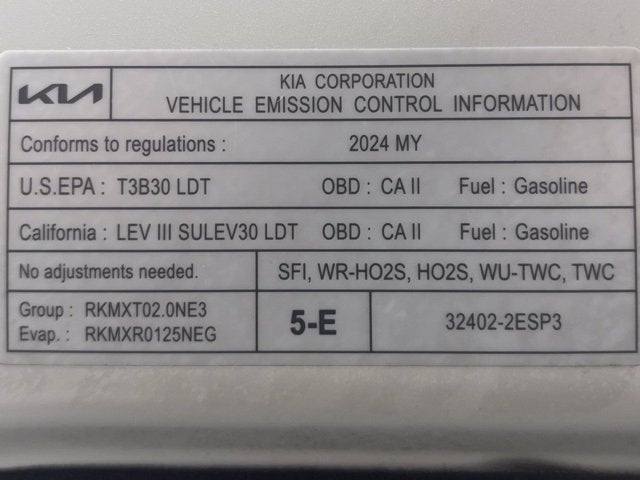 KIA
KIA CORPORATION
VEHICLE EMISSION CONTROL INFORMATION
Conforms to regulations : 2024 MY
U.S.EPA : T3B30 LDT OBD : CA II Fuel : Gasoline
California : LEV III SULEV30 LDT OBD : CA II Fuel : Gasoline
No adjustments needed. SFI, WR-HO2S, HO2S, WU-TWC, TWC
Group : RKMXT02.0NE3
Evap. : RKMXR0125NEG
5-E
32402-2ESP3